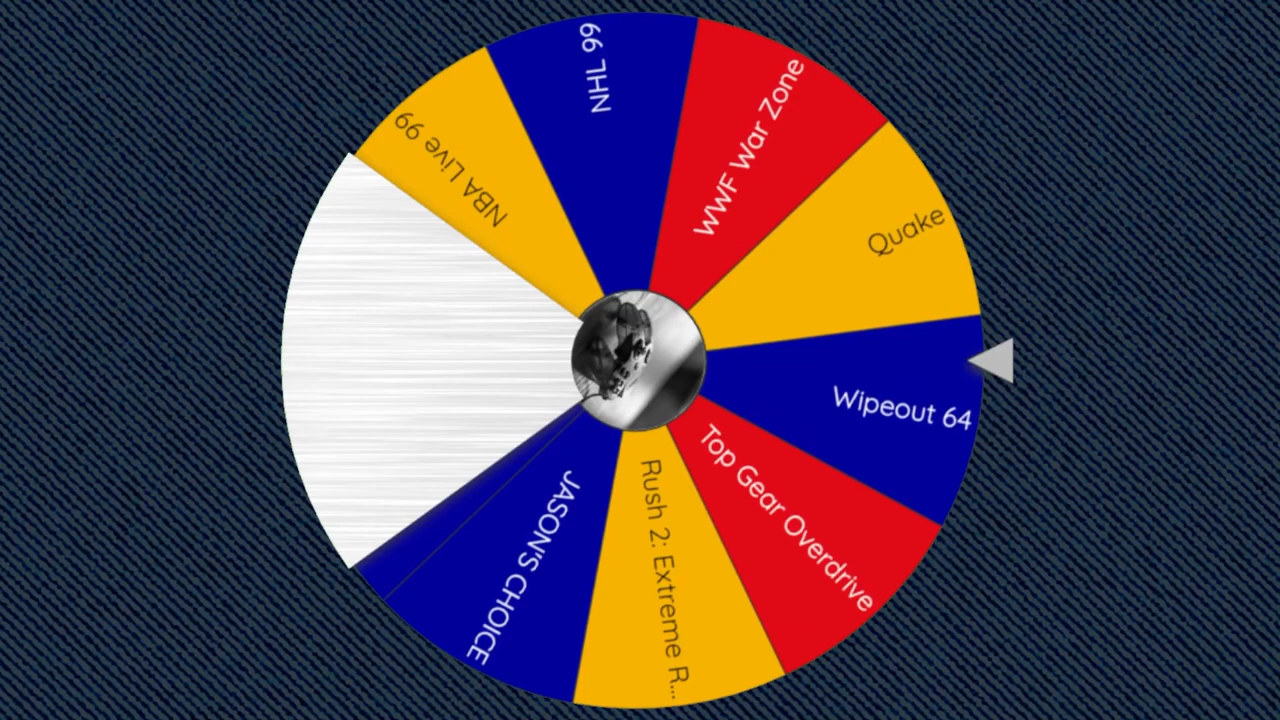 NHL 99
WWF War Zone
NBA Live 99
Quake
Wipeout 64
Top Gear Overdrive
Rush 2: Extreme R...
JASON'S CHOICE